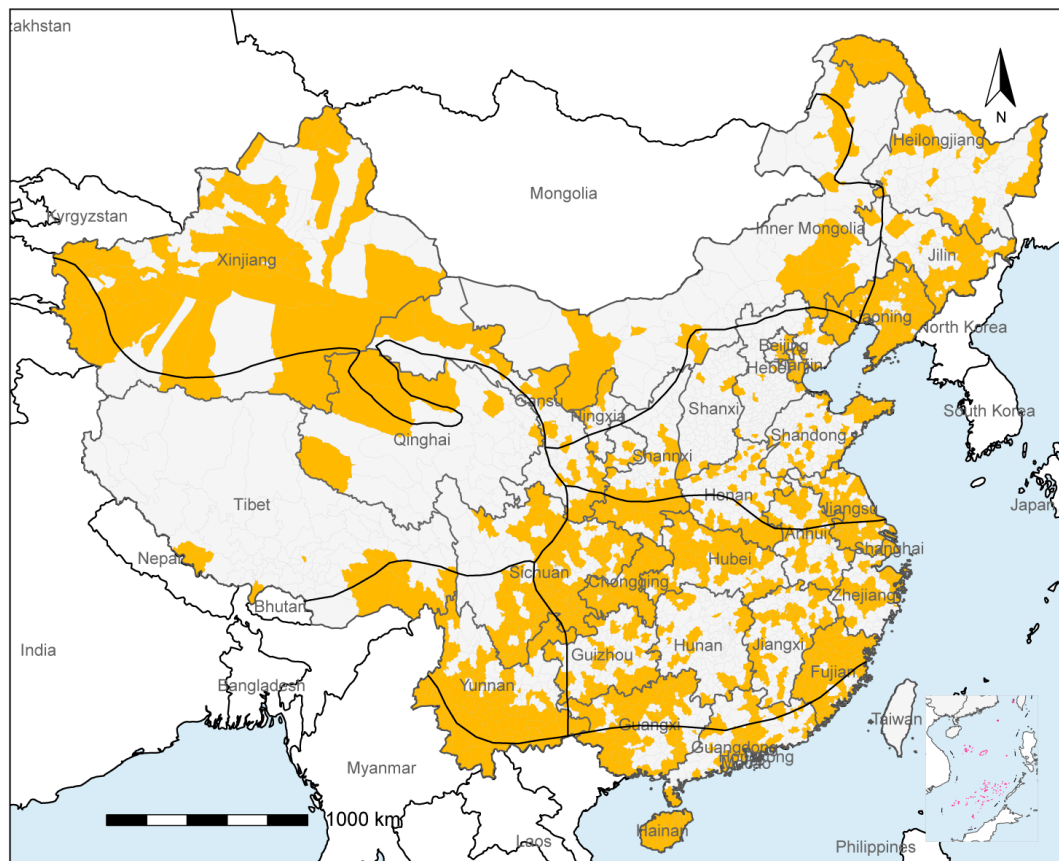 zakhstan
N
Heilongjiang
Mongolia
Kyrgyzstan
Inner Mongolia
Xinjiang
Jilin
Liaoning
North Korea
Beijing
Tianjin
Hebei
Gansu
Ningxia
Shanxi
South Korea
Qinghai
Shandong
Shannxi
Henan
Japan
Tibet
Jiangsu
Anhui
Shanghai
Nepal
Hubei
Sichuan
Chongqing
Zhejiang
Bhutan
Hunan
Jiangxi
India
Guizhou
Fujian
Bangladesh
Yunnan
Guangxi
Taiwan
Guangdong
Hongkong
Macao
Myanmar
1000 km
Hainan
Laos
Philippines